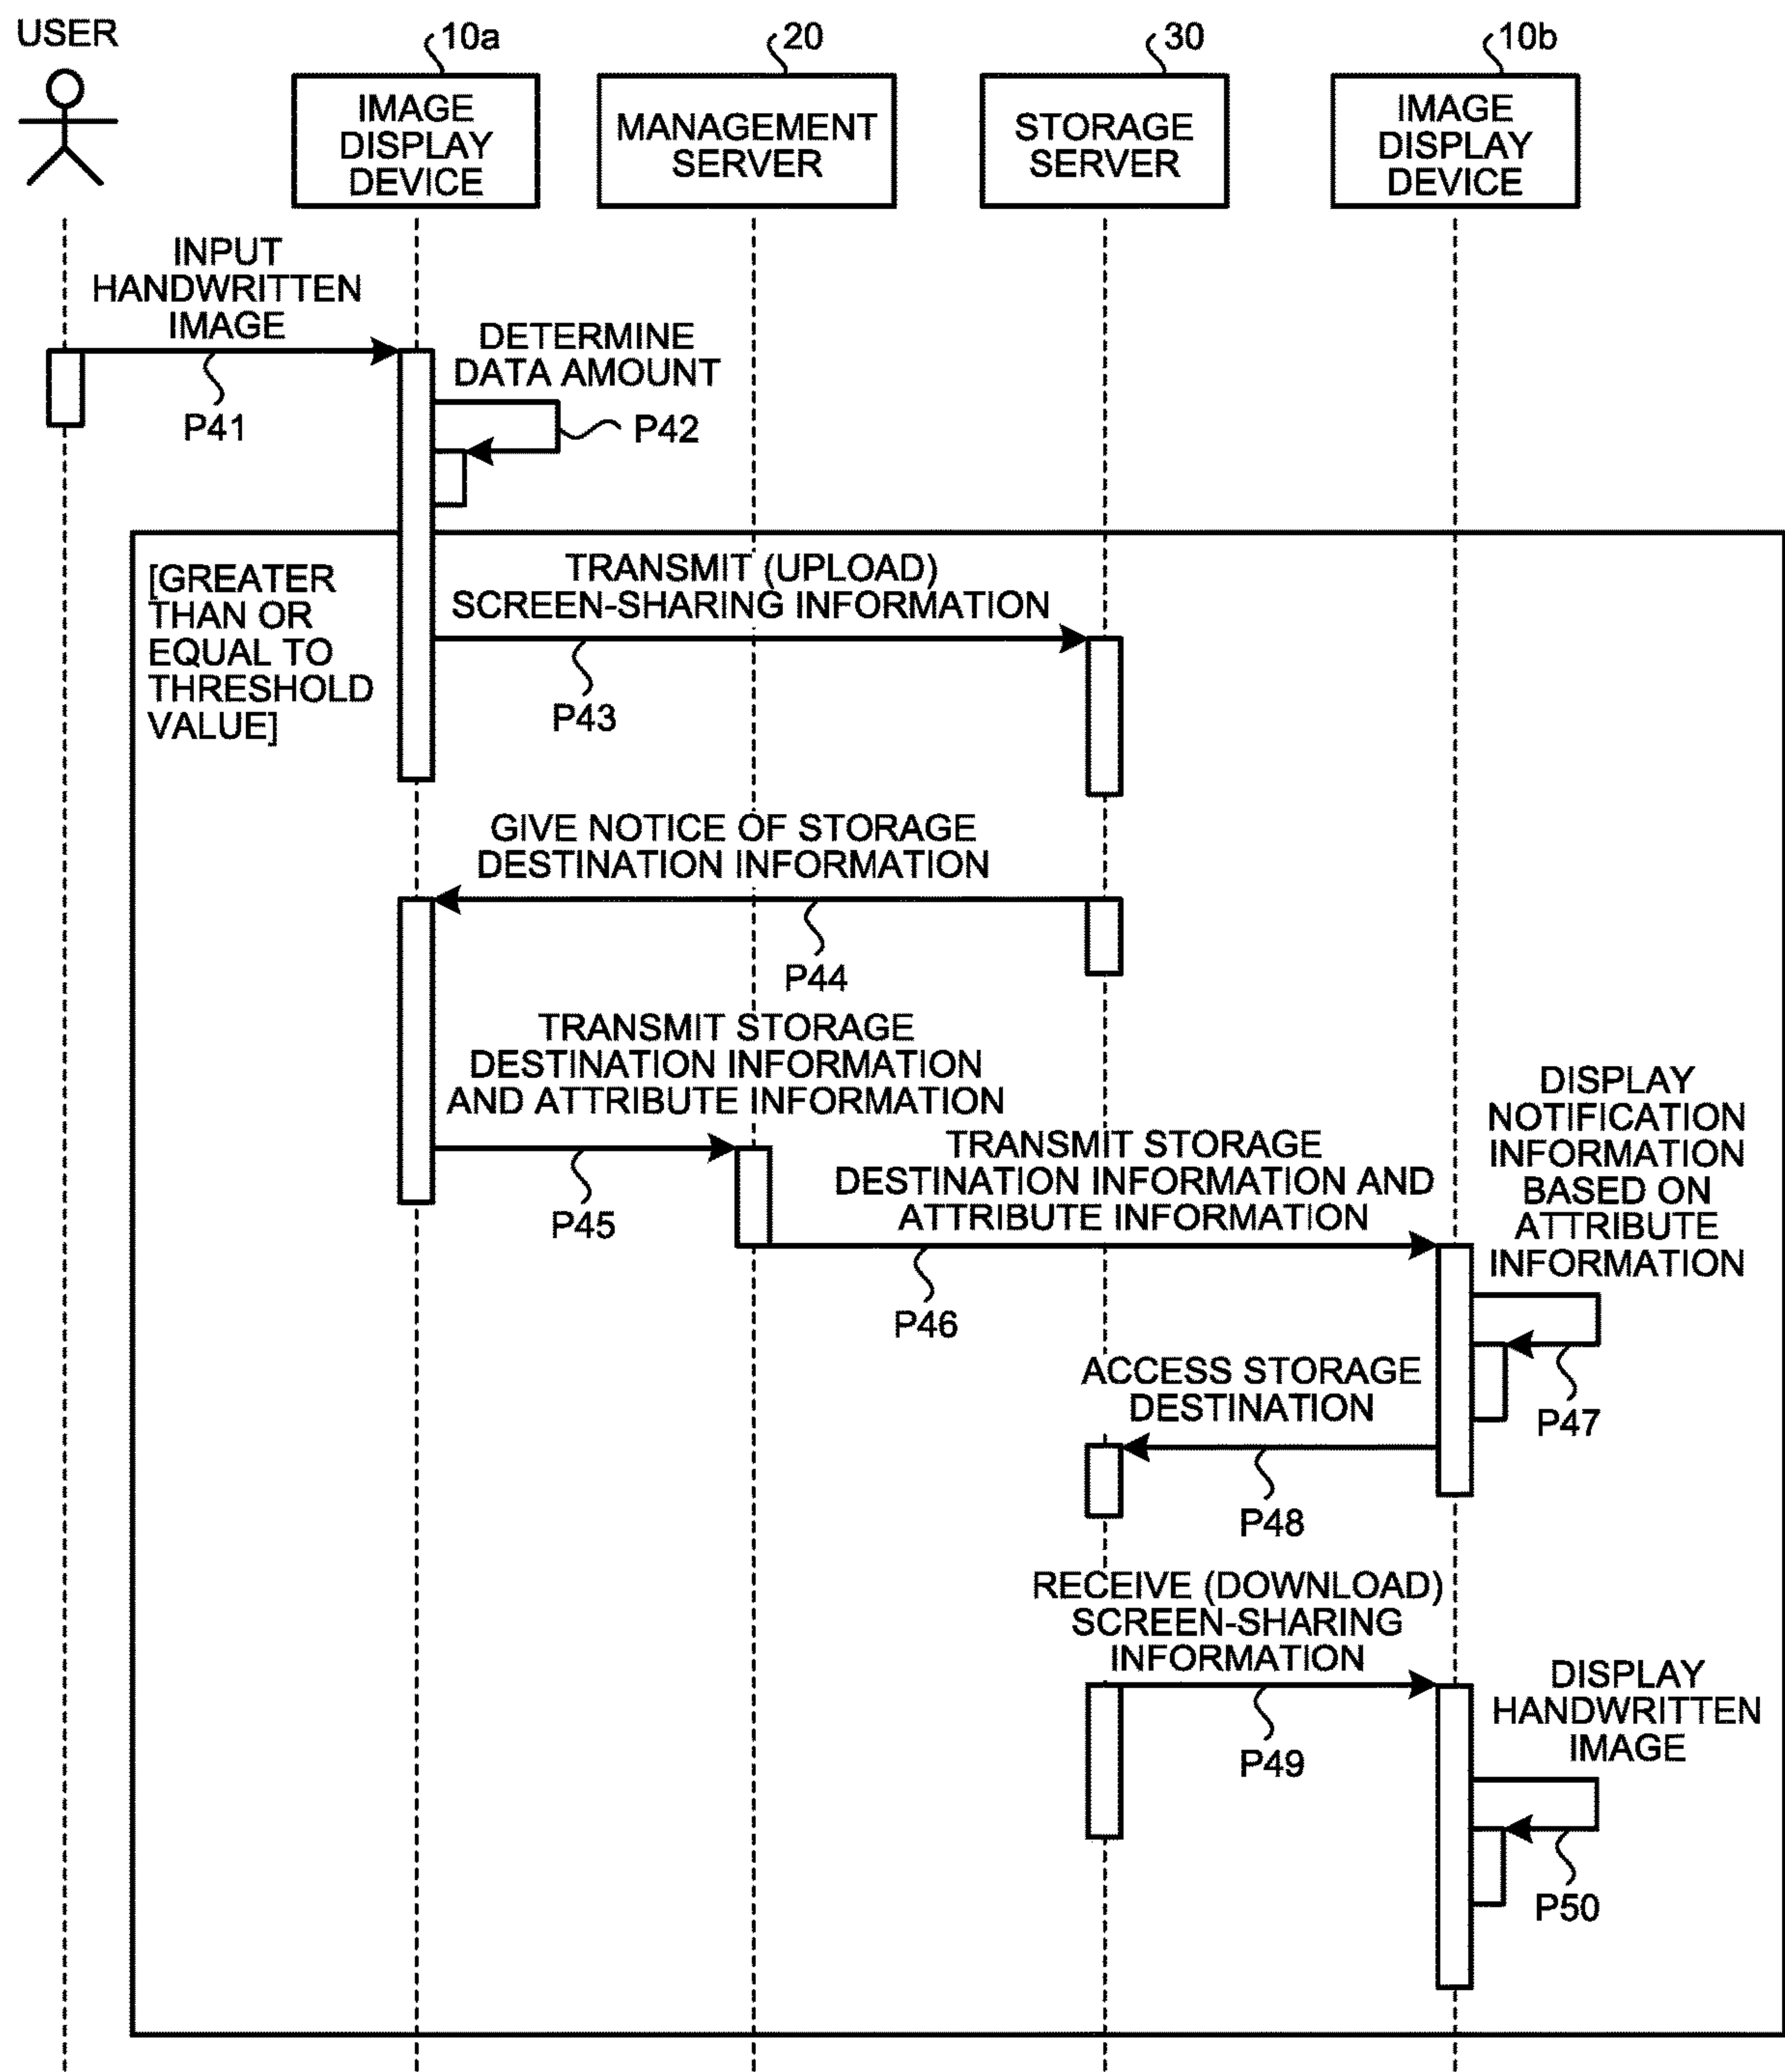 USER
10a
20
30
10b
IMAGE
DISPLAY
DEVICE
MANAGEMENT
SERVER
STORAGE
SERVER
IMAGE
DISPLAY
DEVICE
INPUT
HANDWRITTEN
IMAGE
P41
DETERMINE
DATA AMOUNT
P42
[GREATER
THAN OR
EQUAL TO
THRESHOLD
VALUE]
TRANSMIT (UPLOAD)
SCREEN-SHARING INFORMATION
P43
GIVE NOTICE OF STORAGE
DESTINATION INFORMATION
P44
TRANSMIT STORAGE
DESTINATION INFORMATION
AND ATTRIBUTE INFORMATION
P45
TRANSMIT STORAGE
DESTINATION INFORMATION AND
ATTRIBUTE INFORMATION
P46
DISPLAY
NOTIFICATION
INFORMATION
BASED ON
ATTRIBUTE
INFORMATION
P47
ACCESS STORAGE
DESTINATION
P48
RECEIVE (DOWNLOAD)
SCREEN-SHARING
INFORMATION
P49
DISPLAY
HANDWRITTEN
IMAGE
P50